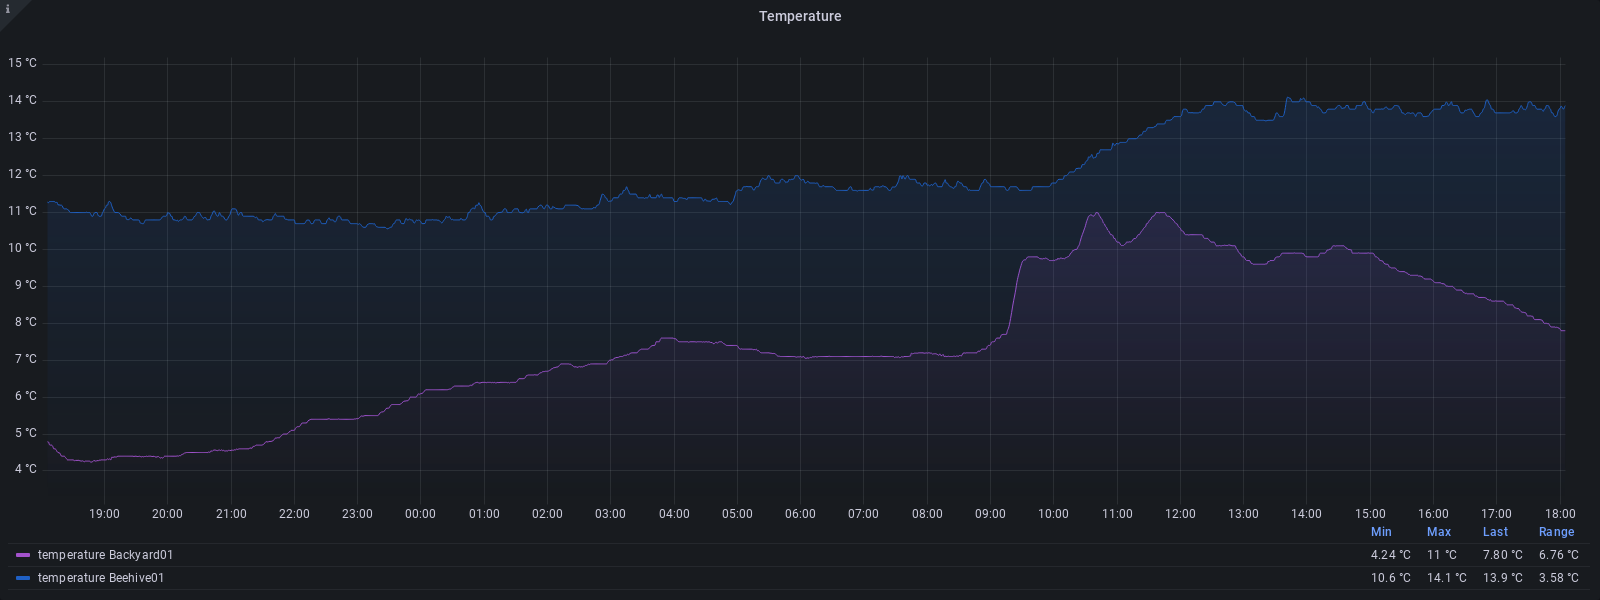 i
Temperature
15 °C
14 °C
13 °C
12 °C
11 °C
10 °C
9 °C
8 °C
7 °C
6 °C
5 °C
4 °C
19:00 20:00 21:00 22:00 23:00 00:00 01:00 02:00 03:00 04:00 05:00 06:00 07:00 08:00 09:00 10:00 11:00 12:00 13:00 14:00 15:00 16:00 17:00 18:00
Min Max Last Range
temperature Backyard01 4.24 °C 11 °C 7.80 °C 6.76 °C
temperature Beehive01 10.6 °C 14.1 °C 13.9 °C 3.58 °C